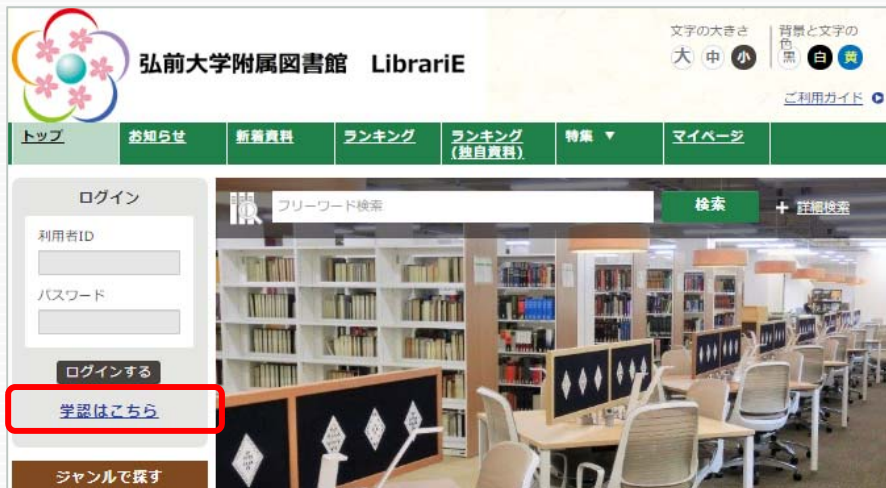 弘前大学附属図書館 LibrariE
文字の大きさ
大 中 小
背景と文字の
色
黒 白 黄
ご利用ガイド
トップ
お知らせ
新着資料
ランキング
ランキング
(独自資料)
特集 ▼
マイページ
ログイン
利用者ID
パスワード
ログインする
学認はこちら
ジャンルで探す
フリーワード検索
検索
+ 詳細検索